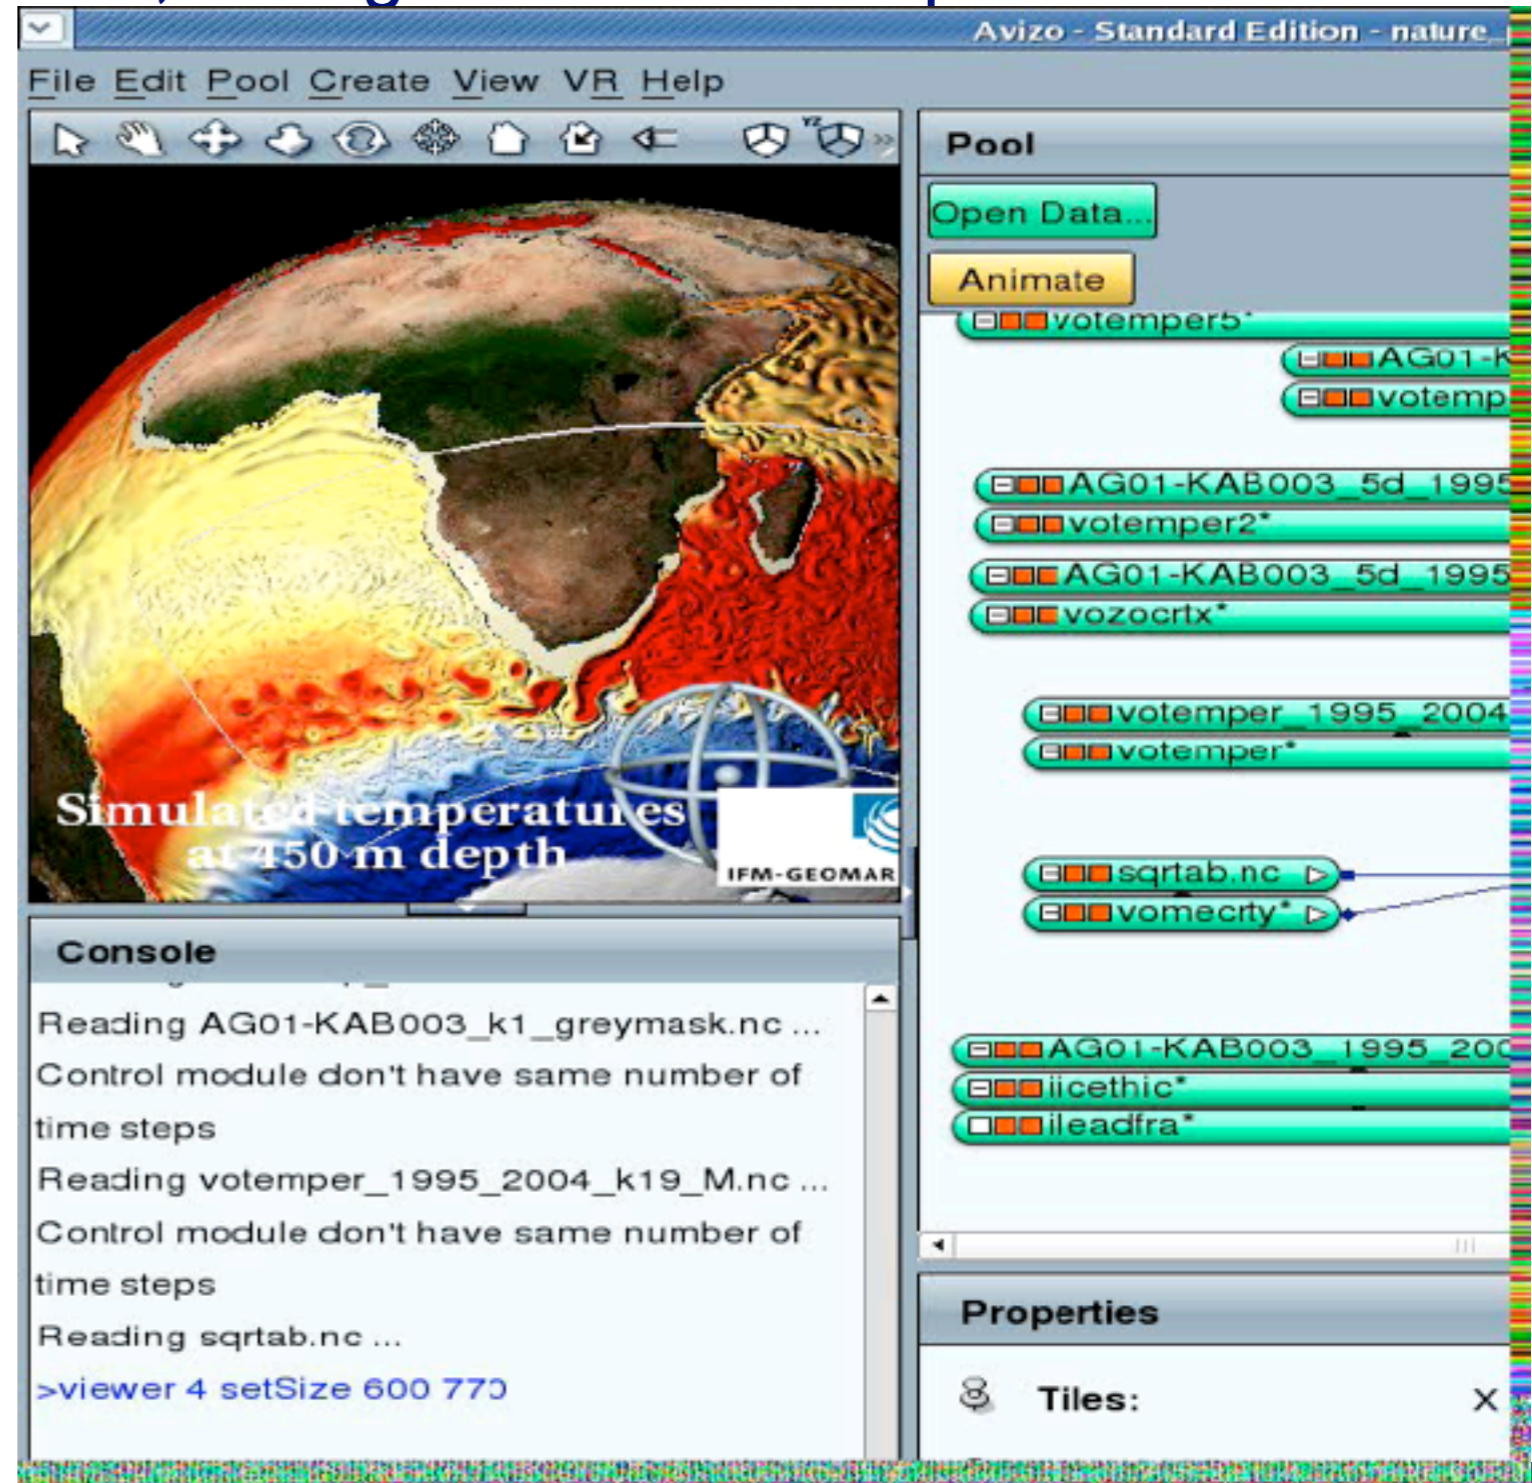 Avizo - Standard Edition - nature_
File Edit Pool Create View VR Help
YZ
Simulated temperatures
at 450 m depth
IFM-GEOMAR
Console
Reading AG01-KAB003_k1_greymask.nc ...
Control module don't have same number of
time steps
Reading votemper_1995_2004_k19_M.nc ...
Control module don't have same number of
time steps
Reading sqrtab.nc ...
>viewer 4 setSize 600 770
Pool
Open Data...
Animate
votemper5*
AG01-K
votemp
AG01-KAB003_5d_1995
votemper2*
AG01-KAB003_5d_1995
vozocrtx*
votemper_1995_2004
votemper*
sqrtab.nc
vomecrty*
AG01-KAB003_1995_200
iicethic*
ileadfra*
Properties
Tiles: X